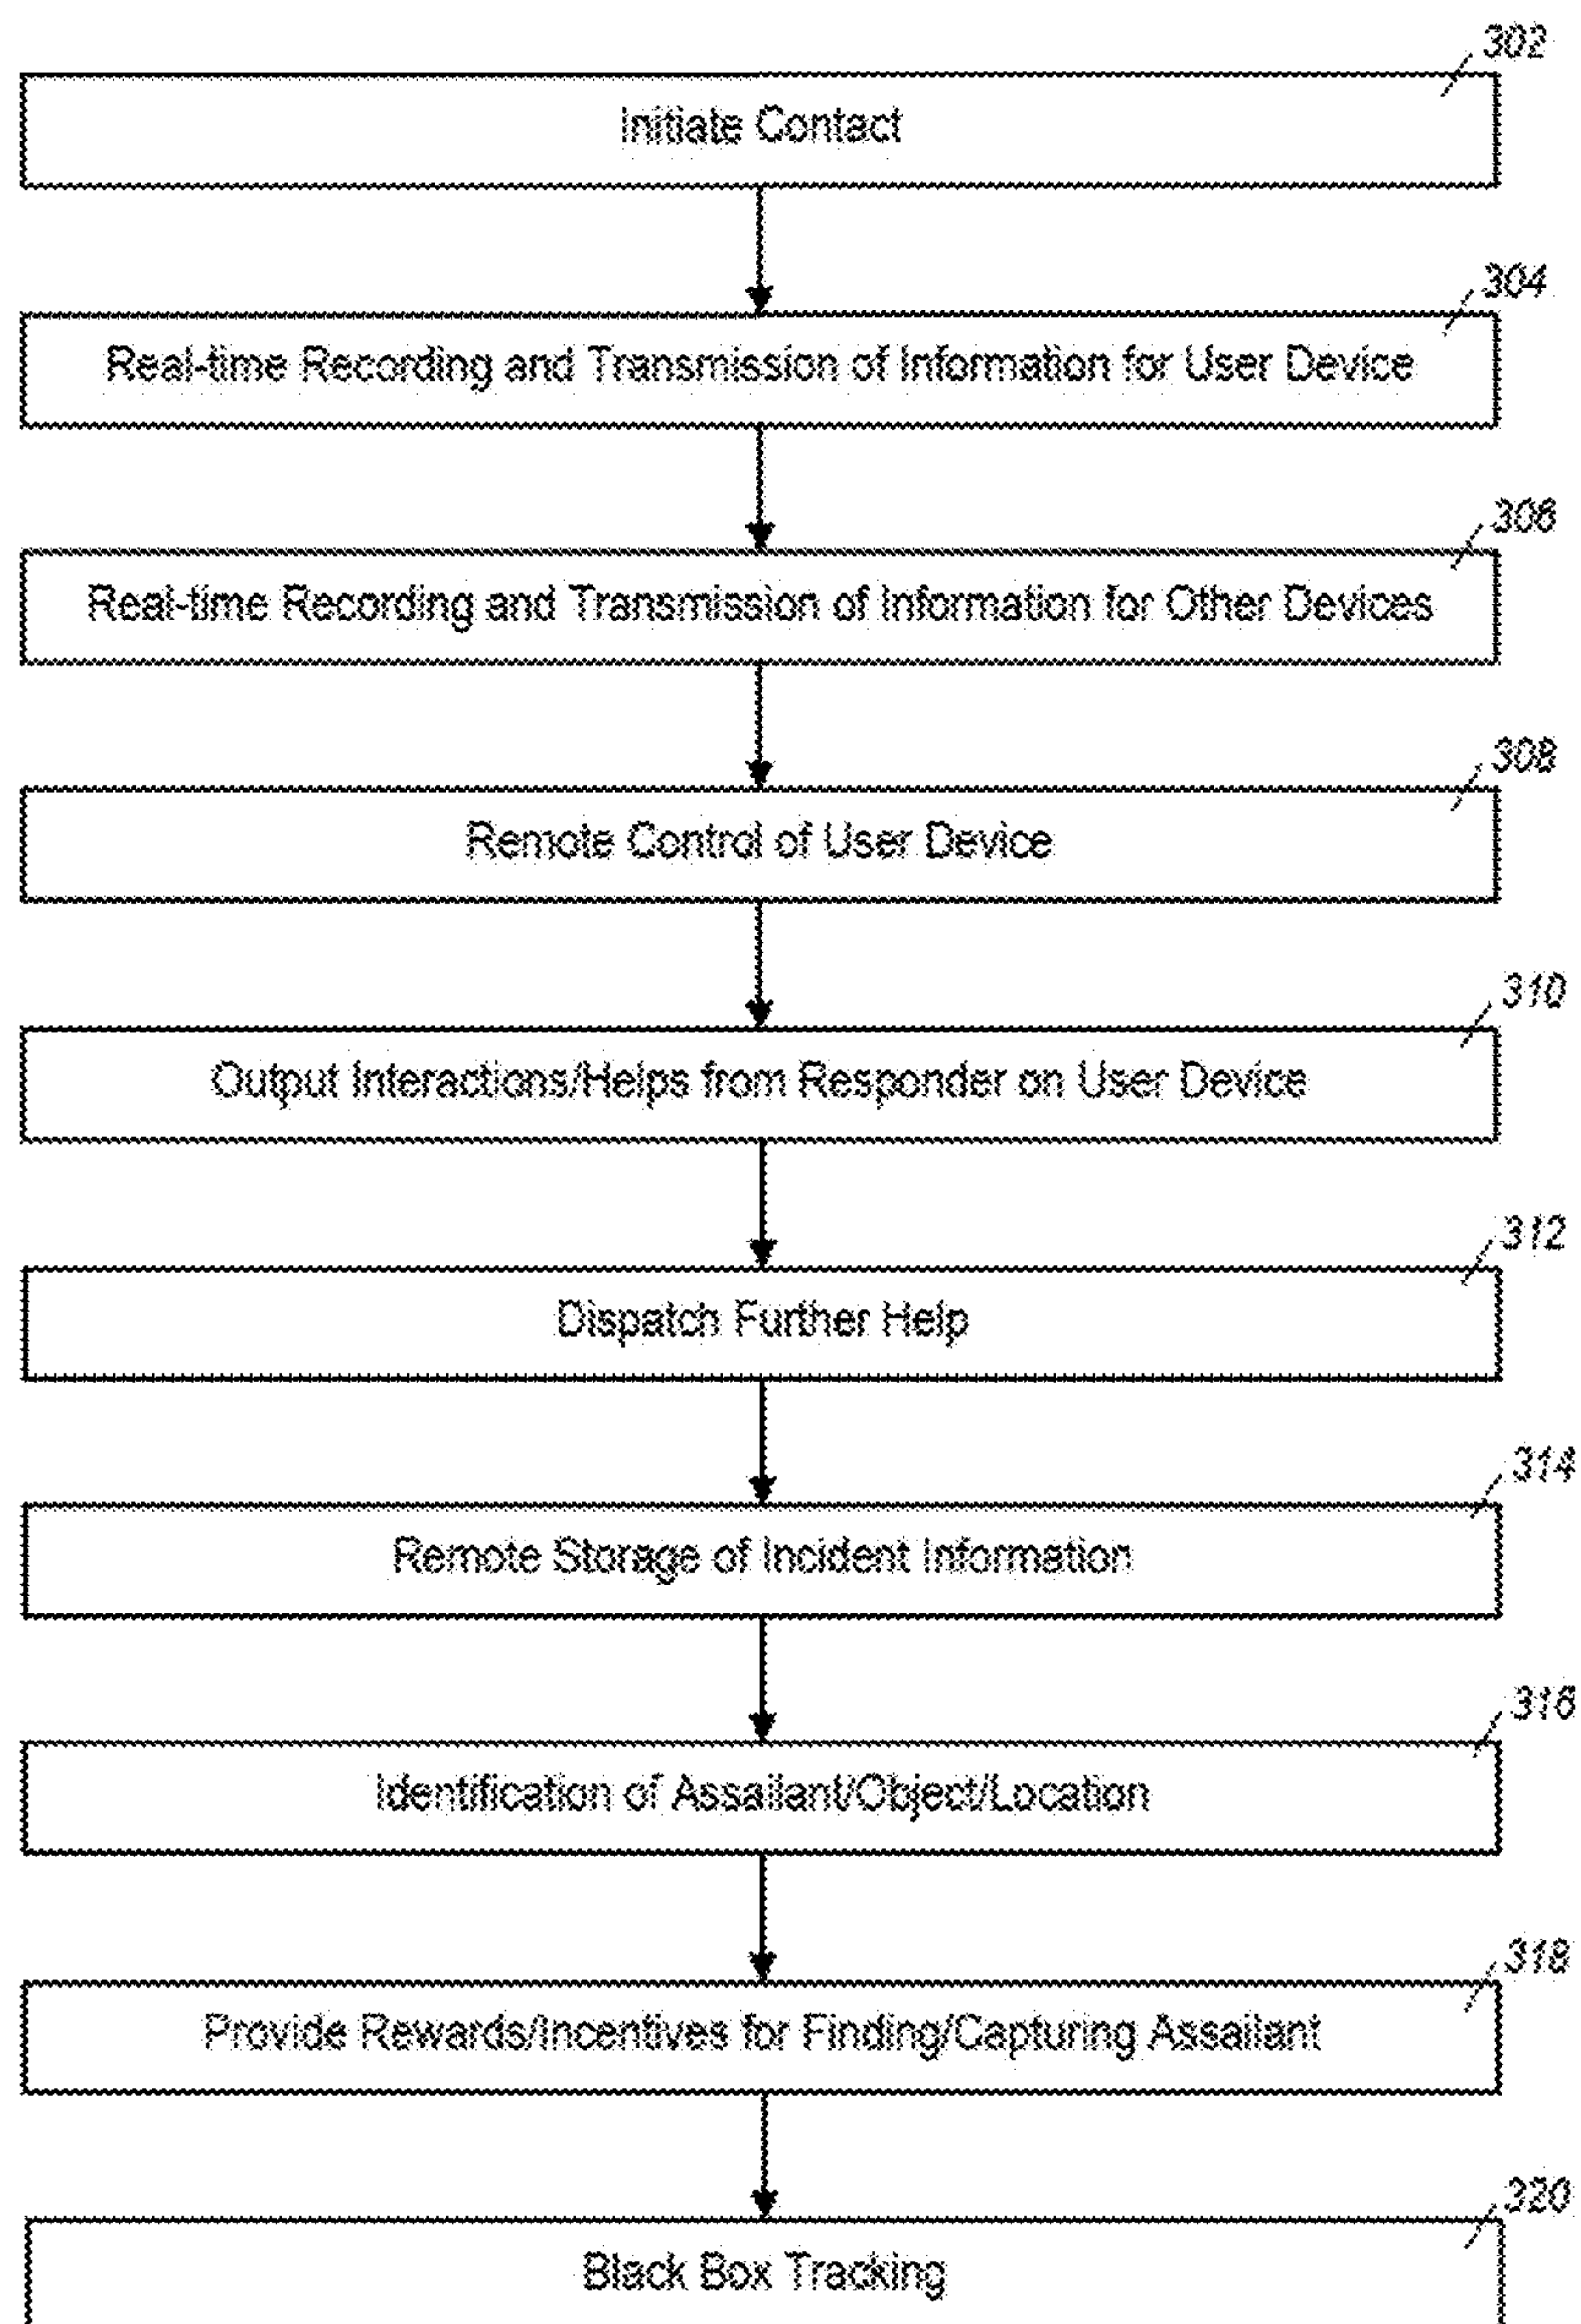 302
Initiate Contact
304
Real-time Recording and Transmission of Information for User Device
306
Real-time Recording and Transmission of Information for Other Devices
308
Remote Control of User Device
310
Output Interactions/Helps from Responder on User Device
312
Dispatch Further Help
314
Remote Storage of Incident Information
316
Identification of Assailant/Object/Location
318
Provide Rewards/Incentives for Finding/Capturing Assailant
320
Black Box Tracking